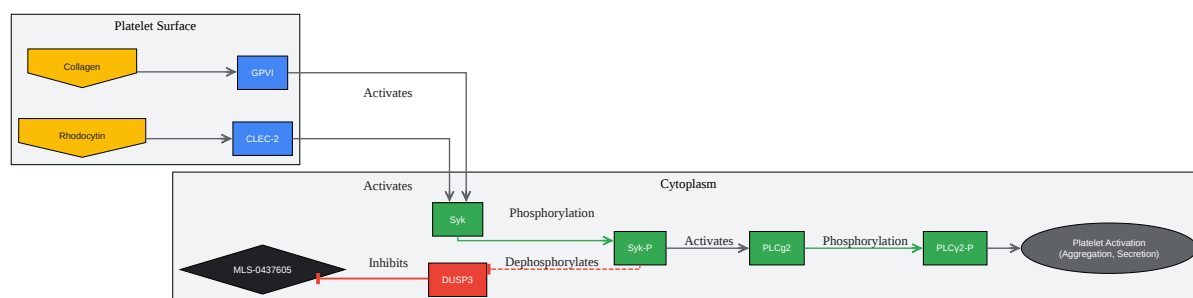 Platelet Surface
Collagen
GPVI
Activates
Rhodocytin
CLEC-2
Cytoplasm
Activates
Syk
Phosphorylation
Syk-P
Activates
PLCg2
Phosphorylation
PLCy2-P
Platelet Activation
(Aggregation, Secretion)
MLS-0437605
Inhibits
DUSP3
Dephosphorylates